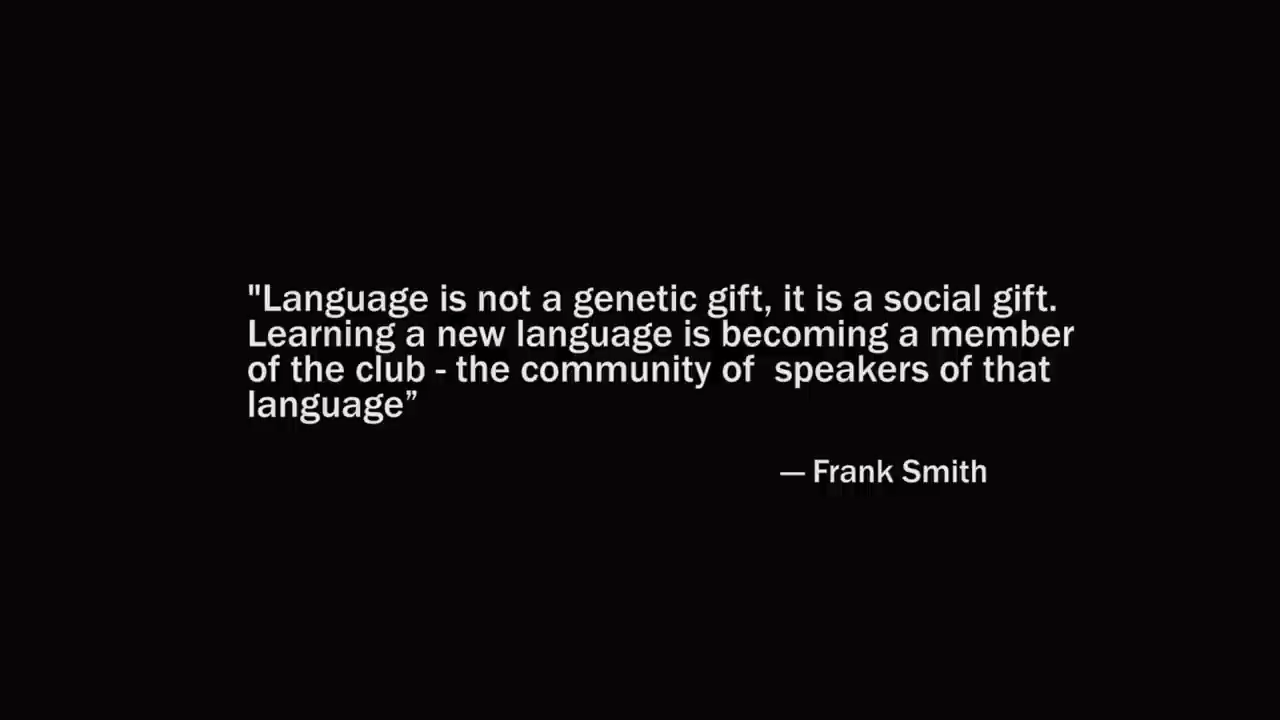 "Language is not a genetic gift, it is a social gift.
Learning a new language is becoming a member
of the club - the community of  speakers of that
language”
— Frank Smith